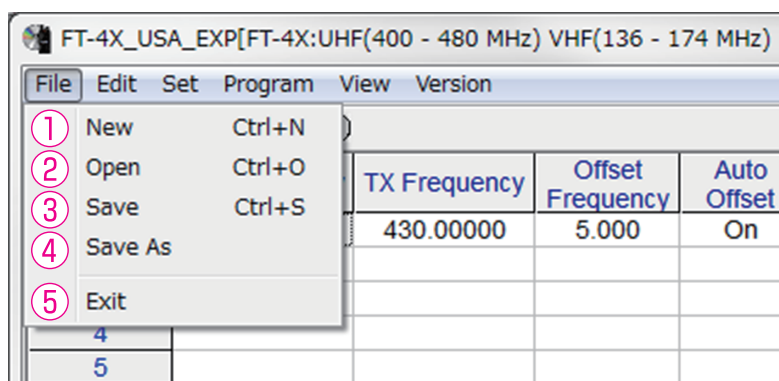 FT-4X_USA_EXP[FT-4X:UHF(400 - 480 MHz) VHF(136 - 174 MHz)
File Edit Set Program View Version
① New Ctrl+N
② Open Ctrl+O
③ Save Ctrl+S
④ Save As
⑤ Exit
TX Frequency Offset Frequency Auto Offset
430.00000 5.000 On
4
5